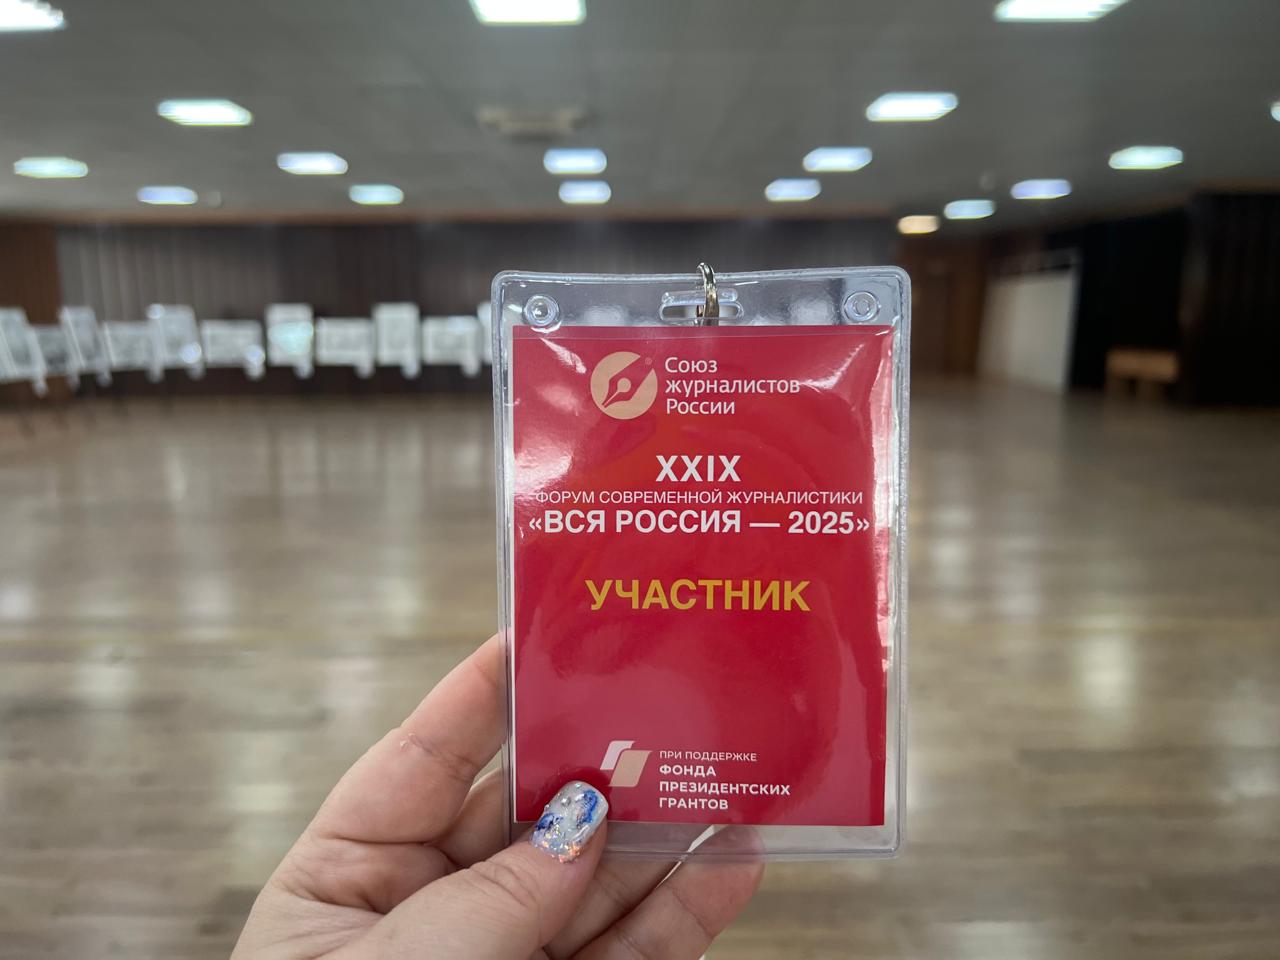 Союз
журналистов
России
XXIX
ФОРУМ СОВРЕМЕННОЙ ЖУРНАЛИСТИКИ
«ВСЯ РОССИЯ — 2025»
УЧАСТНИК
ПРИ ПОДДЕРЖКЕ
ФОНДА
ПРЕЗИДЕНТСКИХ
ГРАНТОВ